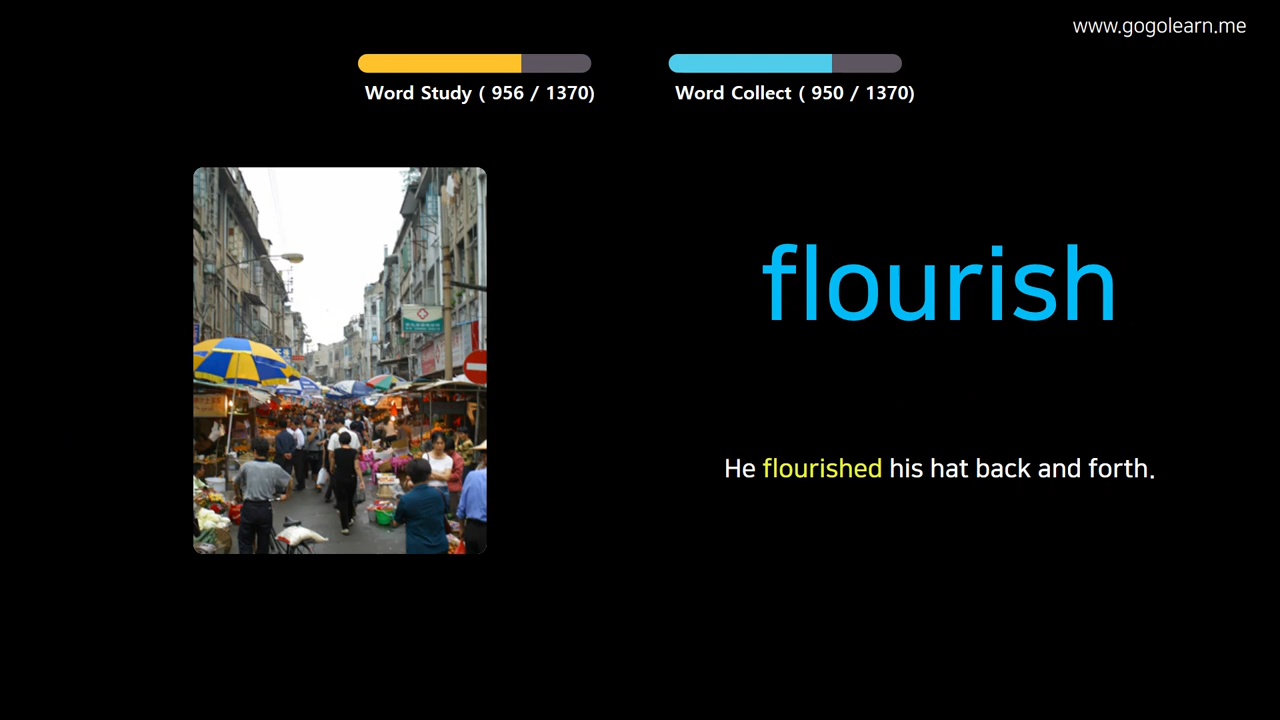 www.gogolearn.me
Word Study ( 956 / 1370)
Word Collect ( 950 / 1370)
flourish
He flourished his hat back and forth.